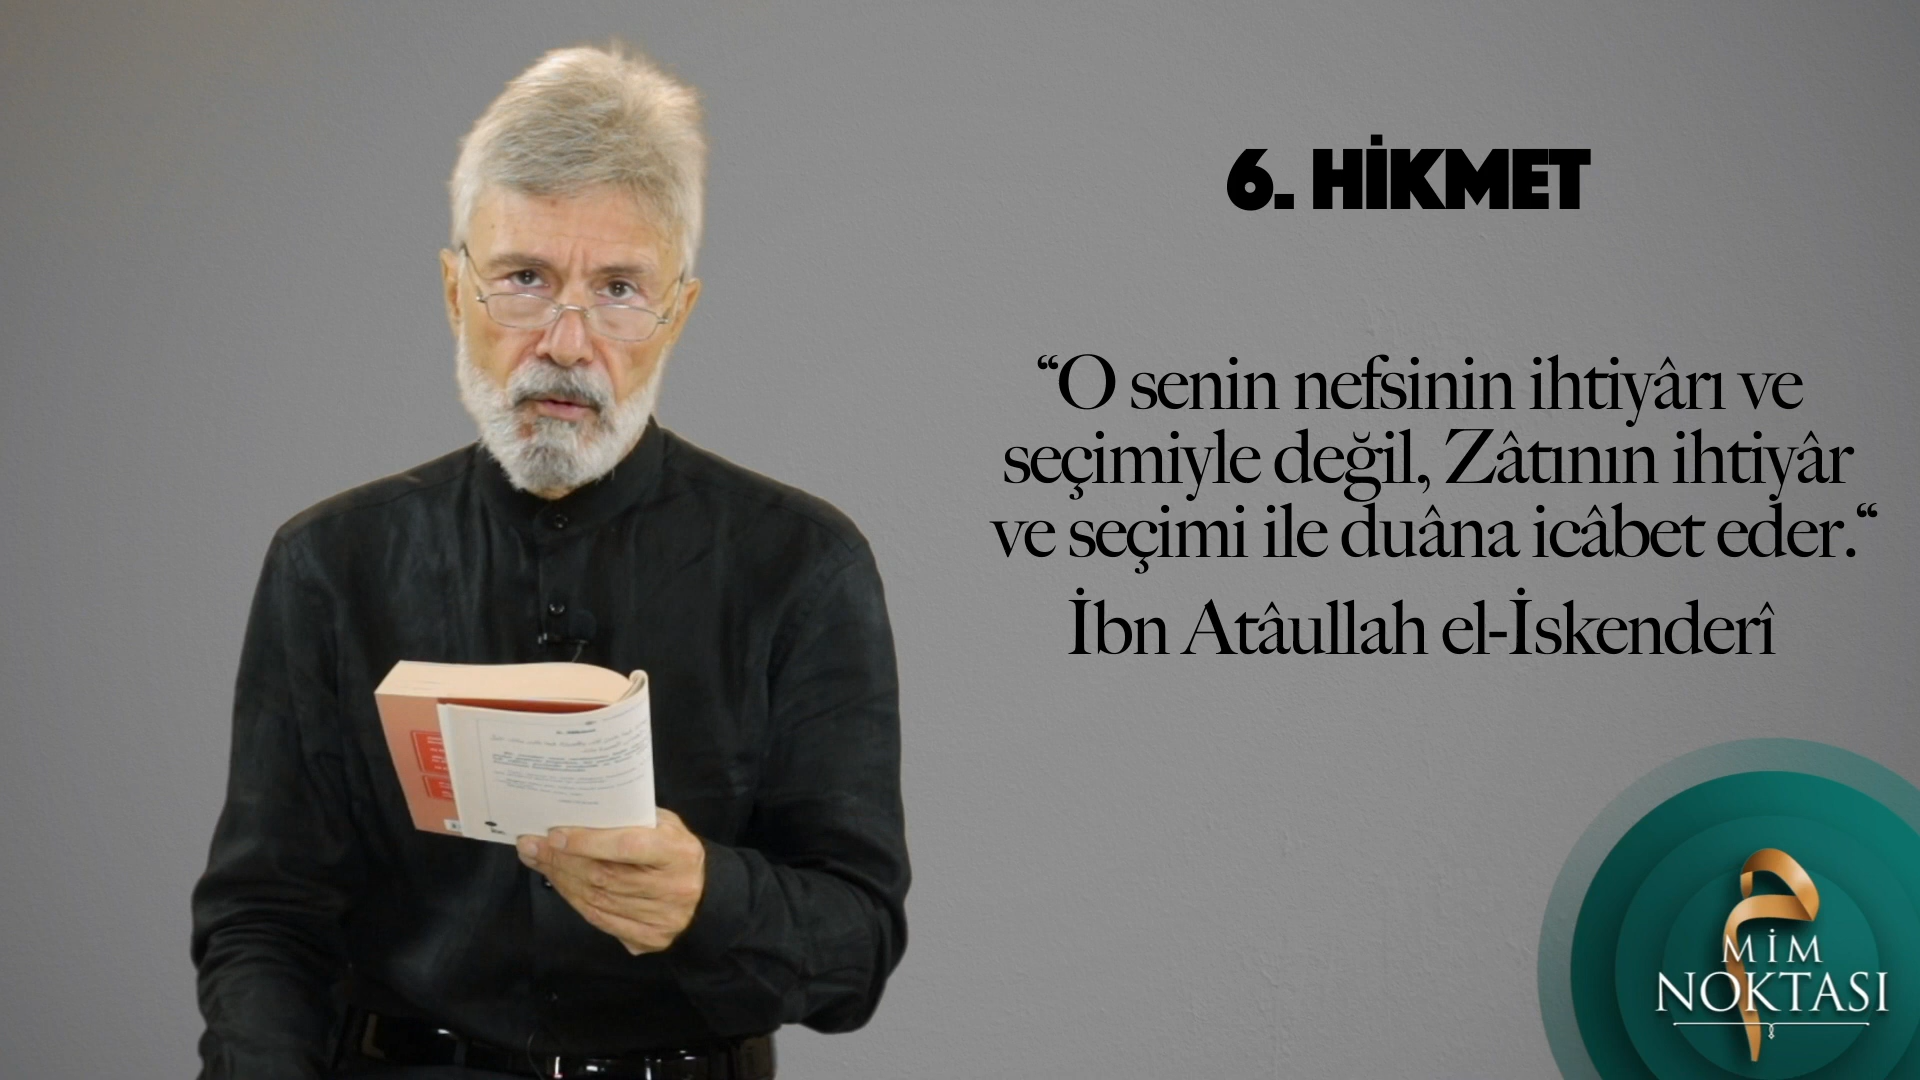 6. HİKMET
“O senin nefsinin ihtiyârı ve
seçimiyle değil, Zâtının ihtiyâr
ve seçimi ile duâna icâbet eder.“
İbn Atâullah el-İskenderî
MİM
NOKTASI